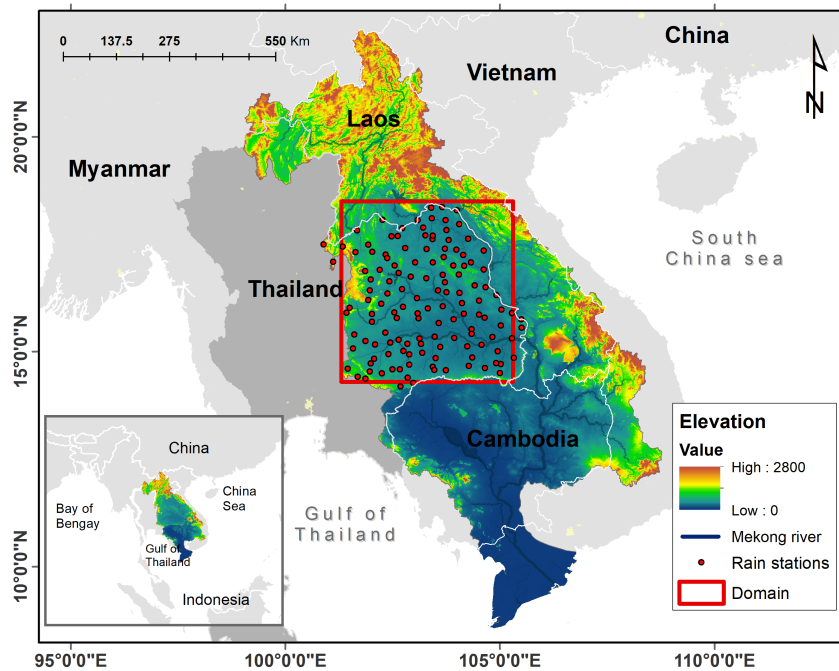 0 137.5 275 550 Km
China
Vietnam
Laos
Myanmar
South
China sea
Thailand
Cambodia
Gulf of
Thailand
N
20°0'0"N
15°0'0"N
10°0'0"N
95°0'0"E
100°0'0"E
105°0'0"E
110°0'0"E
China
China
Sea
Bay of
Bengay
Gulf of
Thailand
Indonesia
Elevation
Value
High : 2800
Low : 0
Mekong river
Rain stations
Domain